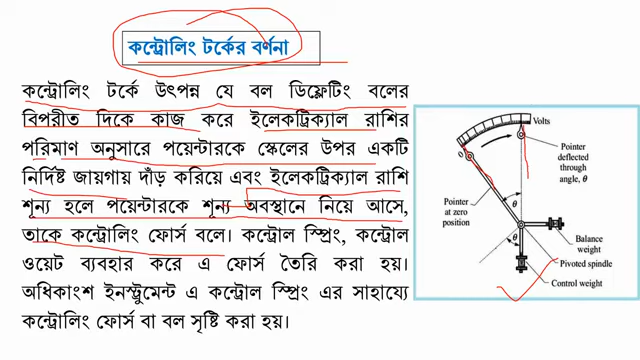 কন্ট্রোলিং টর্কের বর্ণনা
কন্ট্রোলিং টর্কে উৎপন্ন যে বল ডিফ্লেটিং বলের
বিপরীত দিকে কাজ করে ইলেকট্রিক্যাল রাশির
পরিমাণ অনুসারে পয়েন্টারকে স্কেলের উপর একটি
নির্দিষ্ট জায়গায় দাঁড় করিয়ে এবং ইলেকট্রিক্যাল রাশি
শূন্য হলে পয়েন্টারকে শূন্য অবস্থানে নিয়ে আসে,
তাকে কন্ট্রোলিং ফোর্স বলে। কন্ট্রোল স্প্রিং, কন্ট্রোল
ওয়েট ব্যবহার করে এ ফোর্স তৈরি করা হয়।
অধিকাংশ ইনস্ট্রুমেন্ট এ কন্ট্রোল স্প্রিং এর সাহায্যে
কন্ট্রোলিং ফোর্স বা বল সৃষ্টি করা হয়।
Volts
0
Pointer
deflected
through
angle, θ
Pointer
at zero
position
θ
θ
Balance
weight
Pivoted spindle
Control weight